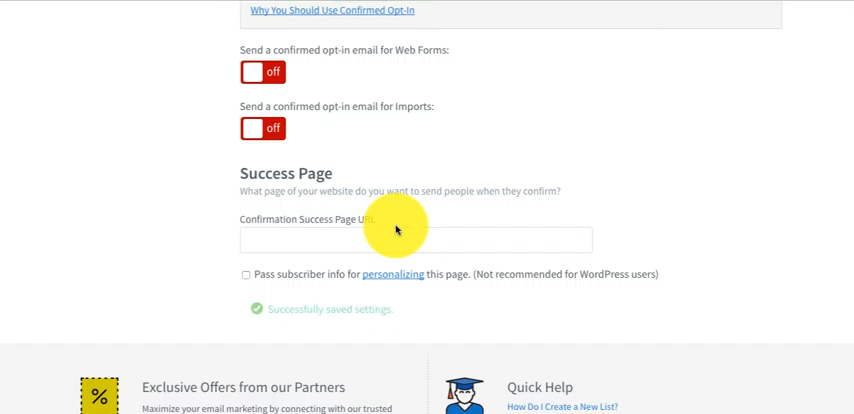 Why You Should Use Confirmed Opt-In
Send a confirmed opt-in email for Web Forms:
off
Send a confirmed opt-in email for Imports:
off
Success Page
What page of your website do you want to send people when they confirm?
Confirmation Success Page URL
Pass subscriber info for personalizing this page. (Not recommended for WordPress users)
Successfully saved settings.
%
Exclusive Offers from our Partners
Maximize your email marketing by connecting with our trusted
Quick Help
How Do I Create a New List?